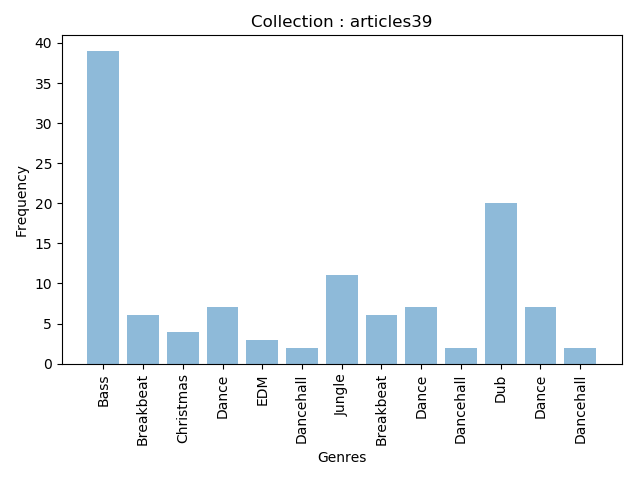 Collection : articles39
40
35
30
25
20
15
10
5
0
Frequency
Bass
Breakbeat
Christmas
Dance
EDM
Dancehall
Jungle
Breakbeat
Dance
Dancehall
Dub
Dance
Dancehall
Genres